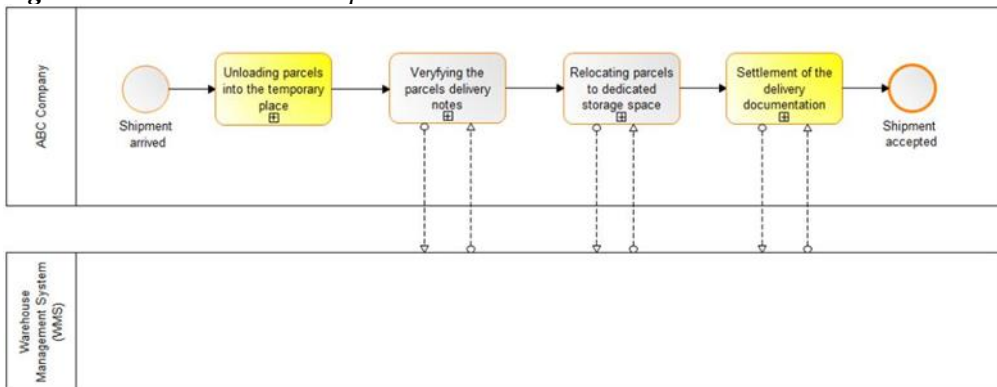 ABC Company
Shipment
arrived
Unloading parcels
into the temporary
place
Veryfying the
parcels delivery
notes
Relocating parcels
to dedicated
storage space
Settlement of the
delivery
documentation
Shipment
accepted
Warehouse
Management System
(WMS)